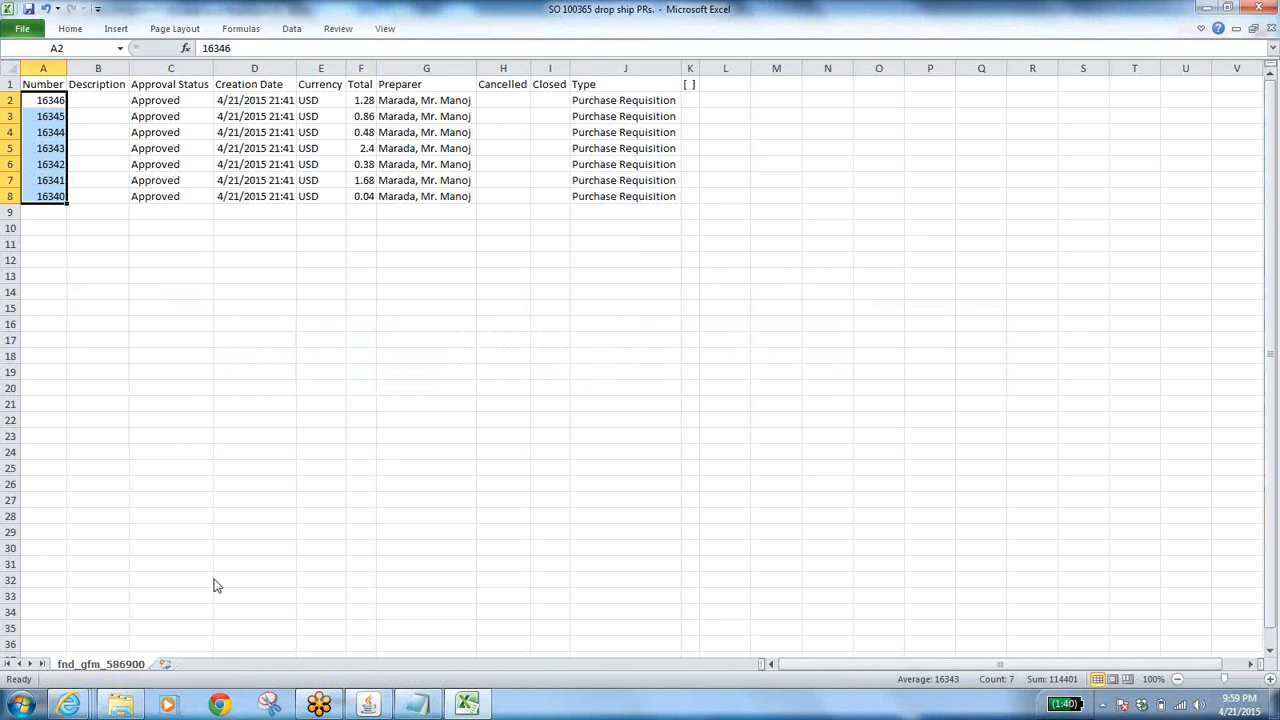 SO 100365 drop ship PRs. - Microsoft Excel
File Home Insert Page Layout Formulas Data Review View
A2 fx 16346
A B C D E F G H I J K L M N O P Q R S T U V
1 Number Description Approval Status Creation Date Currency Total Preparer Cancelled Closed Type [ ]
2 16346 Approved 4/21/2015 21:41 USD 1.28 Marada, Mr. Manoj Purchase Requisition
3 16345 Approved 4/21/2015 21:41 USD 0.86 Marada, Mr. Manoj Purchase Requisition
4 16344 Approved 4/21/2015 21:41 USD 0.48 Marada, Mr. Manoj Purchase Requisition
5 16343 Approved 4/21/2015 21:41 USD 2.4 Marada, Mr. Manoj Purchase Requisition
6 16342 Approved 4/21/2015 21:41 USD 0.38 Marada, Mr. Manoj Purchase Requisition
7 16341 Approved 4/21/2015 21:41 USD 1.68 Marada, Mr. Manoj Purchase Requisition
8 16340 Approved 4/21/2015 21:41 USD 0.04 Marada, Mr. Manoj Purchase Requisition
9
10
11
12
13
14
15
16
17
18
19
20
21
22
23
24
25
26
27
28
29
30
31
32
33
34
35
36
fnd_gfm_586900
Ready Average: 16343 Count: 7 Sum: 114401 100%
(1:40) 9:59 PM
4/21/2015